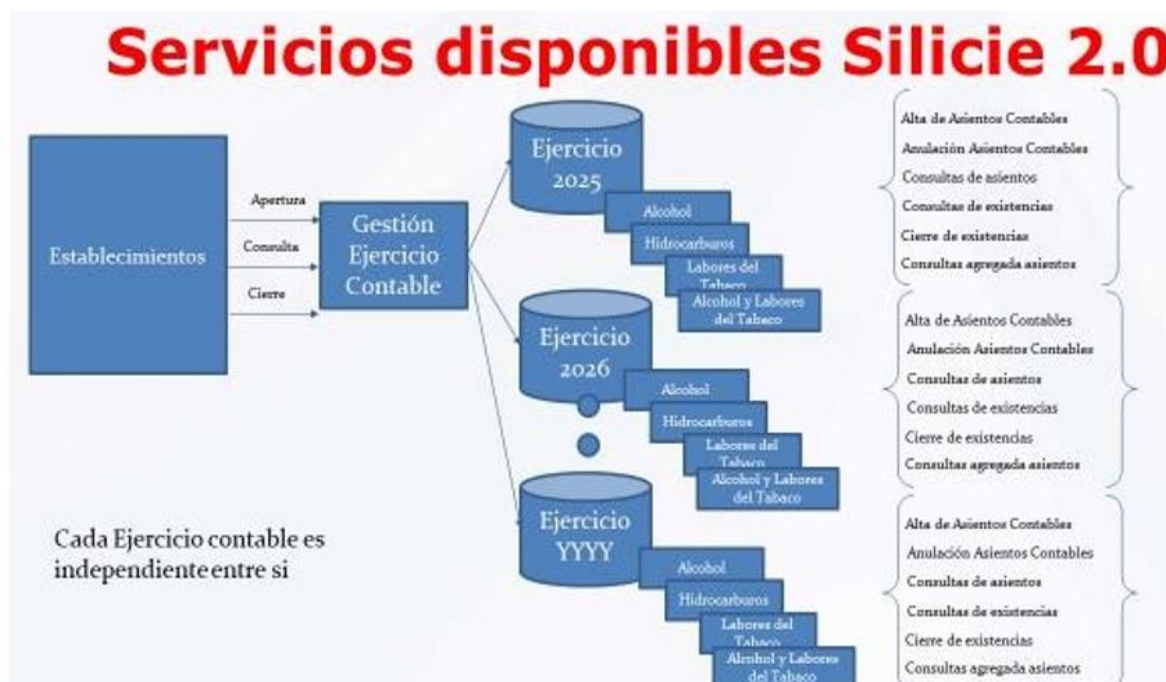 Servicios disponibles Silicie 2.0
Establecimientos
Apertura
Consulta
Cierre
Gestión
Ejercicio
Contable
Ejercicio
2025
Alcohol
Hidrocarburos
Labores del
Tabaco
Alcohol y Labores
del Tabaco
Alta de Asientos Contables
Anulación Asientos Contables
Consultas de asientos
Consultas de existencias
Cierre de existencias
Consultas agregada asientos
Ejercicio
2026
Alcohol
Hidrocarburos
Labores del
Tabaco
Alcohol y Labores
del Tabaco
Alta de Asientos Contables
Anulación Asientos Contables
Consultas de asientos
Consultas de existencias
Cierre de existencias
Consultas agregada asientos
Ejercicio
YYYY
Alcohol
Hidrocarburos
Labores del
Tabaco
Alcohol y Labores
del Tabaco
Alta de Asientos Contables
Anulación Asientos Contables
Consultas de asientos
Consultas de existencias
Cierre de existencias
Consultas agregada asientos
Cada Ejercicio contable es
independiente entre si